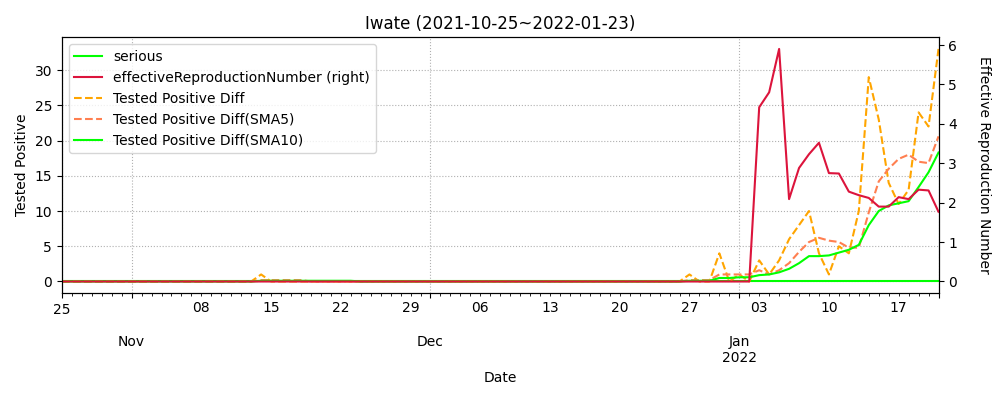 Iwate (2021-10-25~2022-01-23)
serious
effectiveReproductionNumber (right)
Tested Positive Diff
Tested Positive Diff(SMA5)
Tested Positive Diff(SMA10)
Tested Positive
30
25
20
15
10
5
0
6
5
4
3
2
1
0
Effective Reproduction Number
25 08 15 22 29 06 13 20 27 03 10 17
Nov Dec Jan
2022
Date